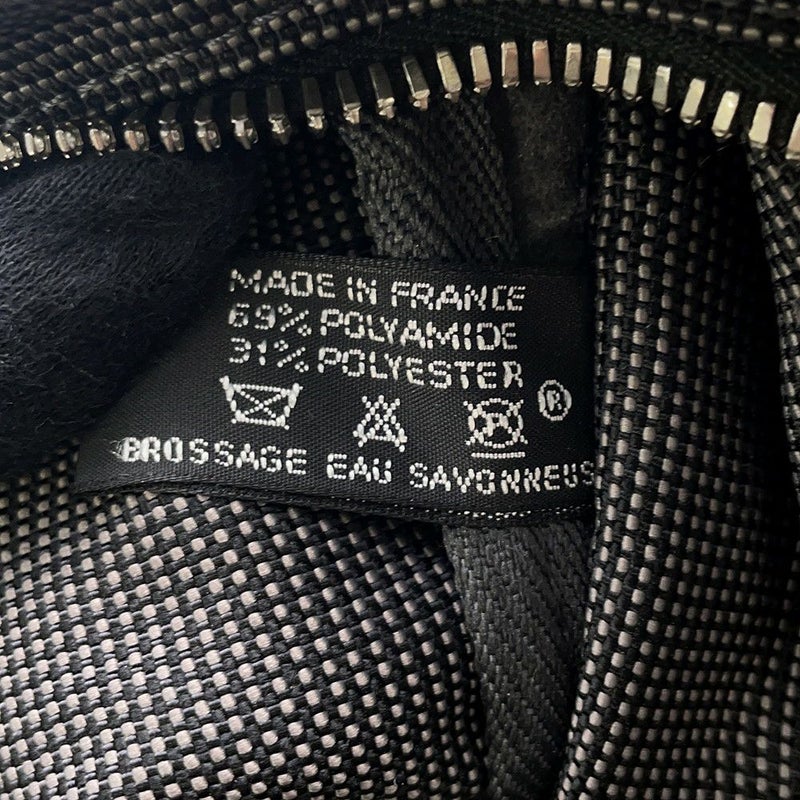 MADE IN FRANCE
69% POLYAMIDE
31% POLYESTER
P ®
BROSSAGE EAU SAVONNEUS